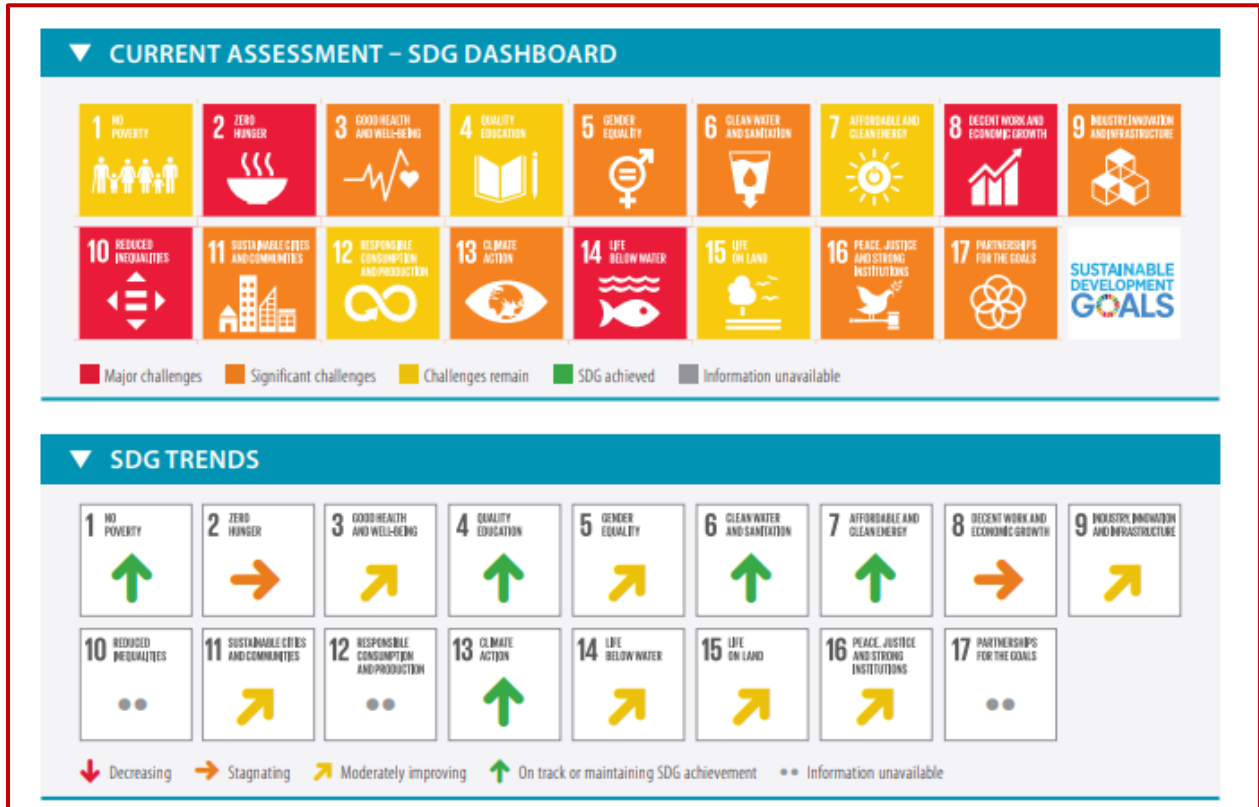 CURRENT ASSESSMENT – SDG DASHBOARD
1 NO
POVERTY
2 ZERO
HUNGER
3 GOOD HEALTH
AND WELL-BEING
4 QUALITY
EDUCATION
5 GENDER
EQUALITY
6 CLEAN WATER
AND SANITATION
7 AFFORDABLE AND
CLEAN ENERGY
8 DECENT WORK AND
ECONOMIC GROWTH
9 INDUSTRY, INNOVATION
AND INFRASTRUCTURE
10 REDUCED
INEQUALITIES
11 SUSTAINABLE CITIES
AND COMMUNITIES
12 RESPONSIBLE
CONSUMPTION
AND PRODUCTION
13 CLIMATE
ACTION
14 LIFE
BELOW WATER
15 LIFE
ON LAND
16 PEACE, JUSTICE
AND STRONG
INSTITUTIONS
17 PARTNERSHIPS
FOR THE GOALS
SUSTAINABLE
DEVELOPMENT
GOALS
Major challenges
Significant challenges
Challenges remain
SDG achieved
Information unavailable
SDG TRENDS
1 NO
POVERTY
2 ZERO
HUNGER
3 GOOD HEALTH
AND WELL-BEING
4 QUALITY
EDUCATION
5 GENDER
EQUALITY
6 CLEAN WATER
AND SANITATION
7 AFFORDABLE AND
CLEAN ENERGY
8 DECENT WORK AND
ECONOMIC GROWTH
9 INDUSTRY, INNOVATION
AND INFRASTRUCTURE
10 REDUCED
INEQUALITIES
11 SUSTAINABLE CITIES
AND COMMUNITIES
12 RESPONSIBLE
CONSUMPTION
AND PRODUCTION
13 CLIMATE
ACTION
14 LIFE
BELOW WATER
15 LIFE
ON LAND
16 PEACE, JUSTICE
AND STRONG
INSTITUTIONS
17 PARTNERSHIPS
FOR THE GOALS
Decreasing
Stagnating
Moderately improving
On track or maintaining SDG achievement
Information unavailable